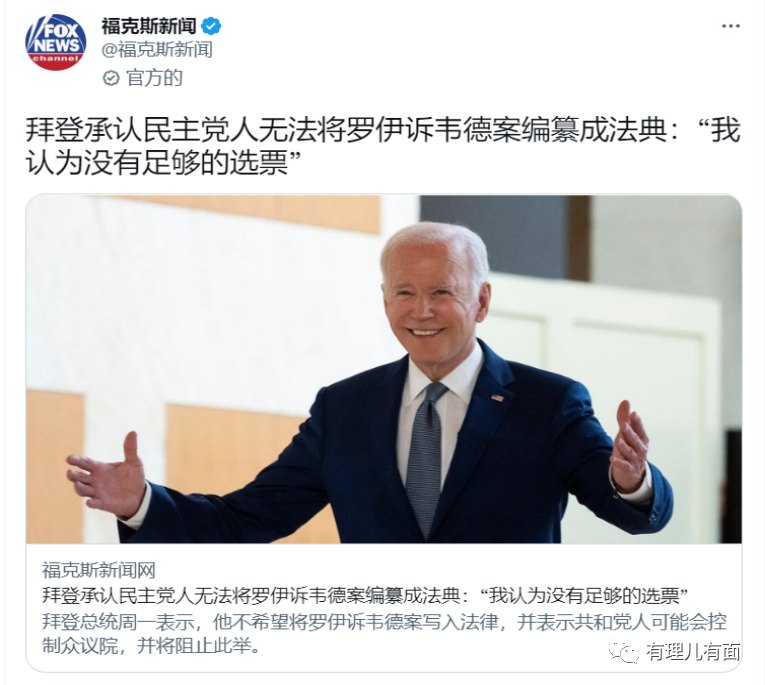 FOX
NEWS
channel
福克斯新闻
@福克斯新闻
官方的
拜登承认民主党人无法将罗伊诉韦德案编纂成法典：“我
认为没有足够的选票”
福克斯新闻网
拜登承认民主党人无法将罗伊诉韦德案编纂成法典：“我认为没有足够的选票”
拜登总统周一表示，他不希望将罗伊诉韦德案写入法律，并表示共和党人可能会控
制众议院，并将阻止此举。
有理儿有面